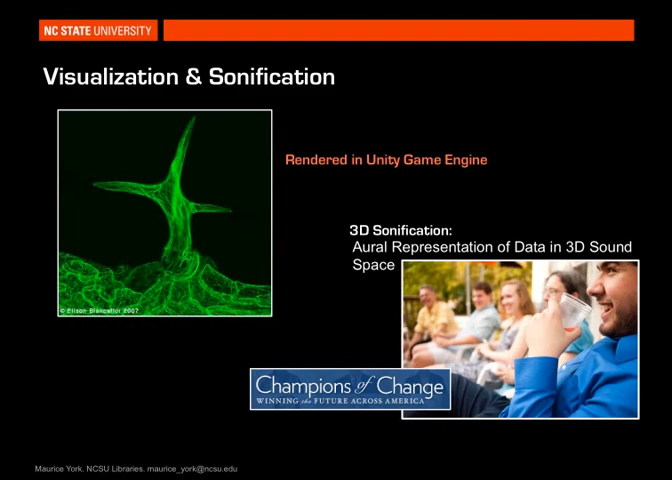 NC STATE UNIVERSITY
Visualization & Sonification
Rendered in Unity Game Engine
3D Sonification:
Aural Representation of Data in 3D Sound
Space
© Elison Blancaflor 2007
Champions of Change
WINNING the FUTURE ACROSS AMERICA
Maurice York. NCSU Libraries. maurice_york@ncsu.edu